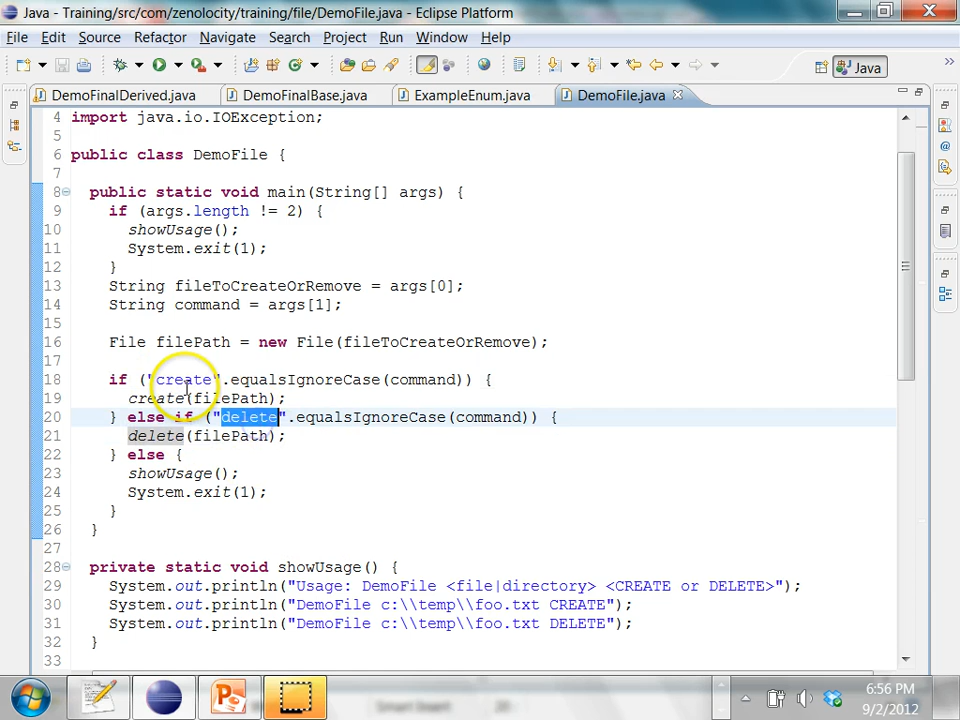 Java - Training/src/com/zenolocity/training/file/DemoFile.java - Eclipse Platform
File Edit Source Refactor Navigate Search Project Run Window Help
Java
DemoFinalDerived.java DemoFinalBase.java ExampleEnum.java DemoFile.java
4 import java.io.IOException;
5
6 public class DemoFile {
7
8 public static void main(String[] args) {
9 if (args.length != 2) {
10 showUsage();
11 System.exit(1);
12 }
13 String fileToCreateOrRemove = args[0];
14 String command = args[1];
15
16 File filePath = new File(fileToCreateOrRemove);
17
18 if ("create".equalsIgnoreCase(command)) {
19 create(filePath);
20 } else if ("delete".equalsIgnoreCase(command)) {
21 delete(filePath);
22 } else {
23 showUsage();
24 System.exit(1);
25 }
26 }
27
28 private static void showUsage() {
29 System.out.println("Usage: DemoFile <file|directory> <CREATE or DELETE>");
30 System.out.println("DemoFile c:\\temp\\foo.txt CREATE");
31 System.out.println("DemoFile c:\\temp\\foo.txt DELETE");
32 }
33
Smart Insert
6:56 PM
9/2/2012